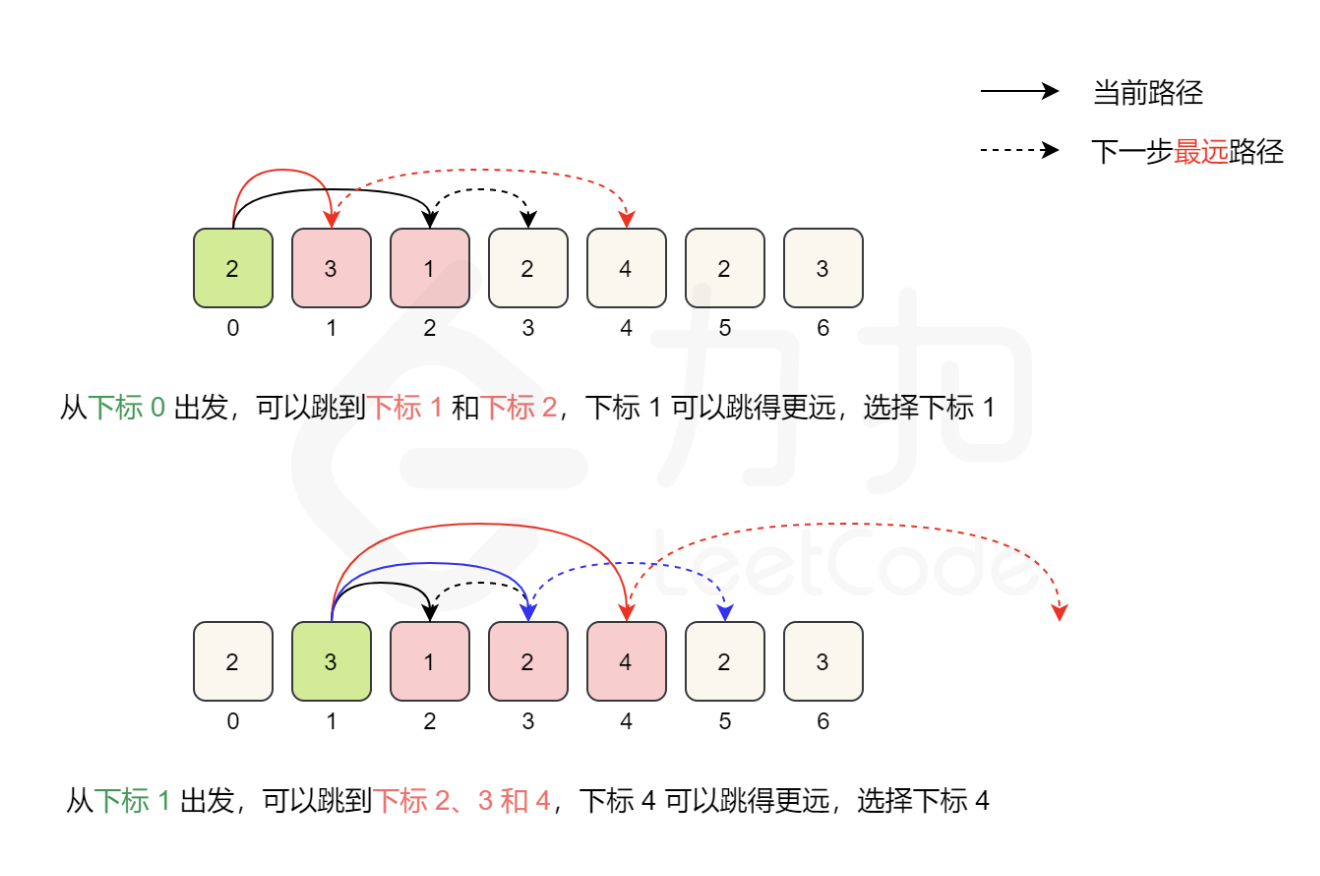 当前路径
下一步最远路径
2 3 1 2 4 2 3
0 1 2 3 4 5 6
从下标 0 出发，可以跳到下标 1 和下标 2，下标 1 可以跳得更远，选择下标 1
力扣
LeetCode
2 3 1 2 4 2 3
0 1 2 3 4 5 6
从下标 1 出发，可以跳到下标 2、3 和 4，下标 4 可以跳得更远，选择下标 4